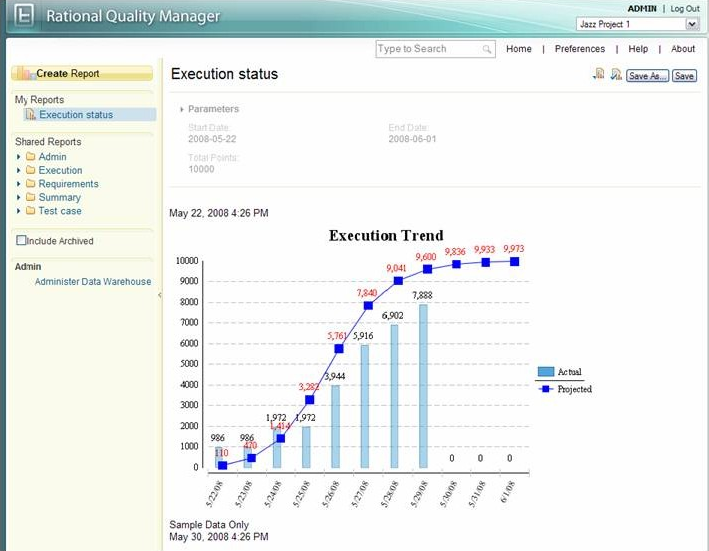 Rational Quality Manager
ADMIN | Log Out
Jazz Project 1
Type to Search
Home | Preferences | Help | About
Create Report
My Reports
Execution status
Shared Reports
Admin
Execution
Requirements
Summary
Test case
Include Archived
Admin
Administer Data Warehouse
Execution status
Save As...
Save
Parameters
Start Date:
2008-05-22
End Date:
2008-06-01
Total Points:
10000
May 22, 2008 4:26 PM
Execution Trend
10000
9000
8000
7000
6000
5000
4000
3000
2000
1000
0
986
986
1,972
1,972
3,944
5,916
6,902
7,888
0
0
0
110
470
1,414
3,282
5,761
7,840
9,041
9,600
9,836
9,933
9,973
5/22/08
5/23/08
5/24/08
5/25/08
5/26/08
5/27/08
5/28/08
5/29/08
5/30/08
5/31/08
6/1/08
Actual
Projected
Sample Data Only
May 30, 2008 4:26 PM